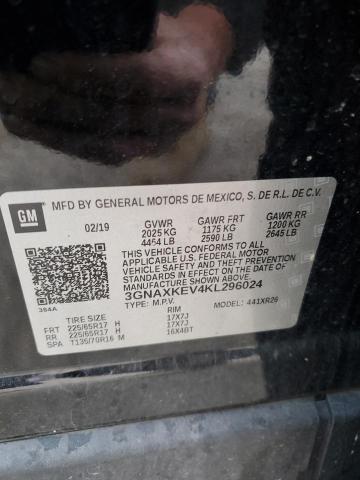 GM
MFD BY GENERAL MOTORS DE MEXICO, S. DE R.L. DE C.V.
02/19 GVWR GAWR FRT GAWR RR
2025 KG 1175 KG 1200 KG
4464 LB 2590 LB 2645 LB
THIS VEHICLE CONFORMS TO ALL
APPLICABLE U.S. FEDERAL MOTOR
VEHICLE SAFETY, BUMPER, AND THEFT
PREVENTION STANDARDS IN EFFECT ON THE
DATE OF MANUFACTURE SHOWN ABOVE.
3GNAXKEV4KL296024
384A TYPE: M.P.V. MODEL: 441XR26
TIRE SIZE RIM
FRT 225/65R17 H 17X7J
RR 225/65R17 H 17X7J
SPA T135/70R16 M 16X4BT